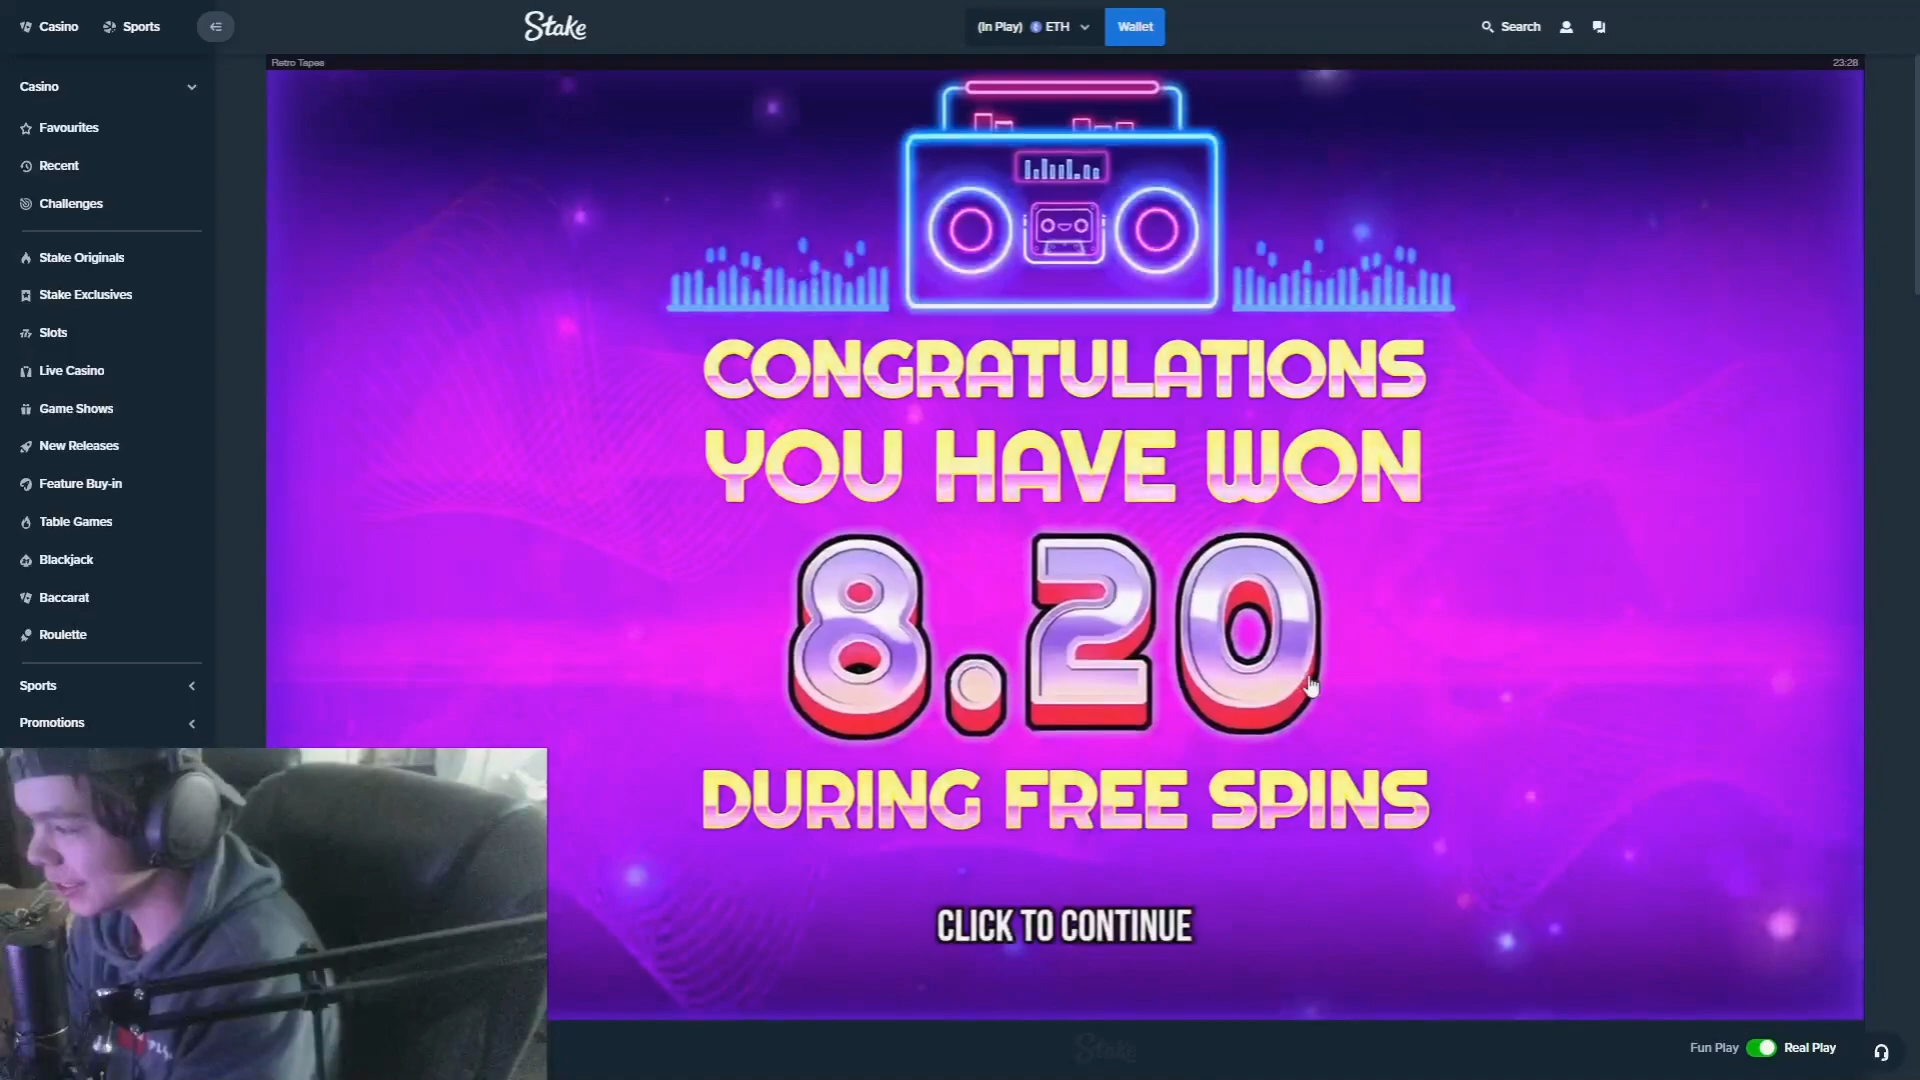 Casino
Sports
Stake
(In Play) ETH
Wallet
Search
Retro Tapes
23:28
Casino
Favourites
Recent
Challenges
Stake Originals
Stake Exclusives
Slots
Live Casino
Game Shows
New Releases
Feature Buy-in
Table Games
Blackjack
Baccarat
Roulette
Sports
Promotions
CONGRATULATIONS
YOU HAVE WON
8.20
DURING FREE SPINS
CLICK TO CONTINUE
Stake
Fun Play
Real Play